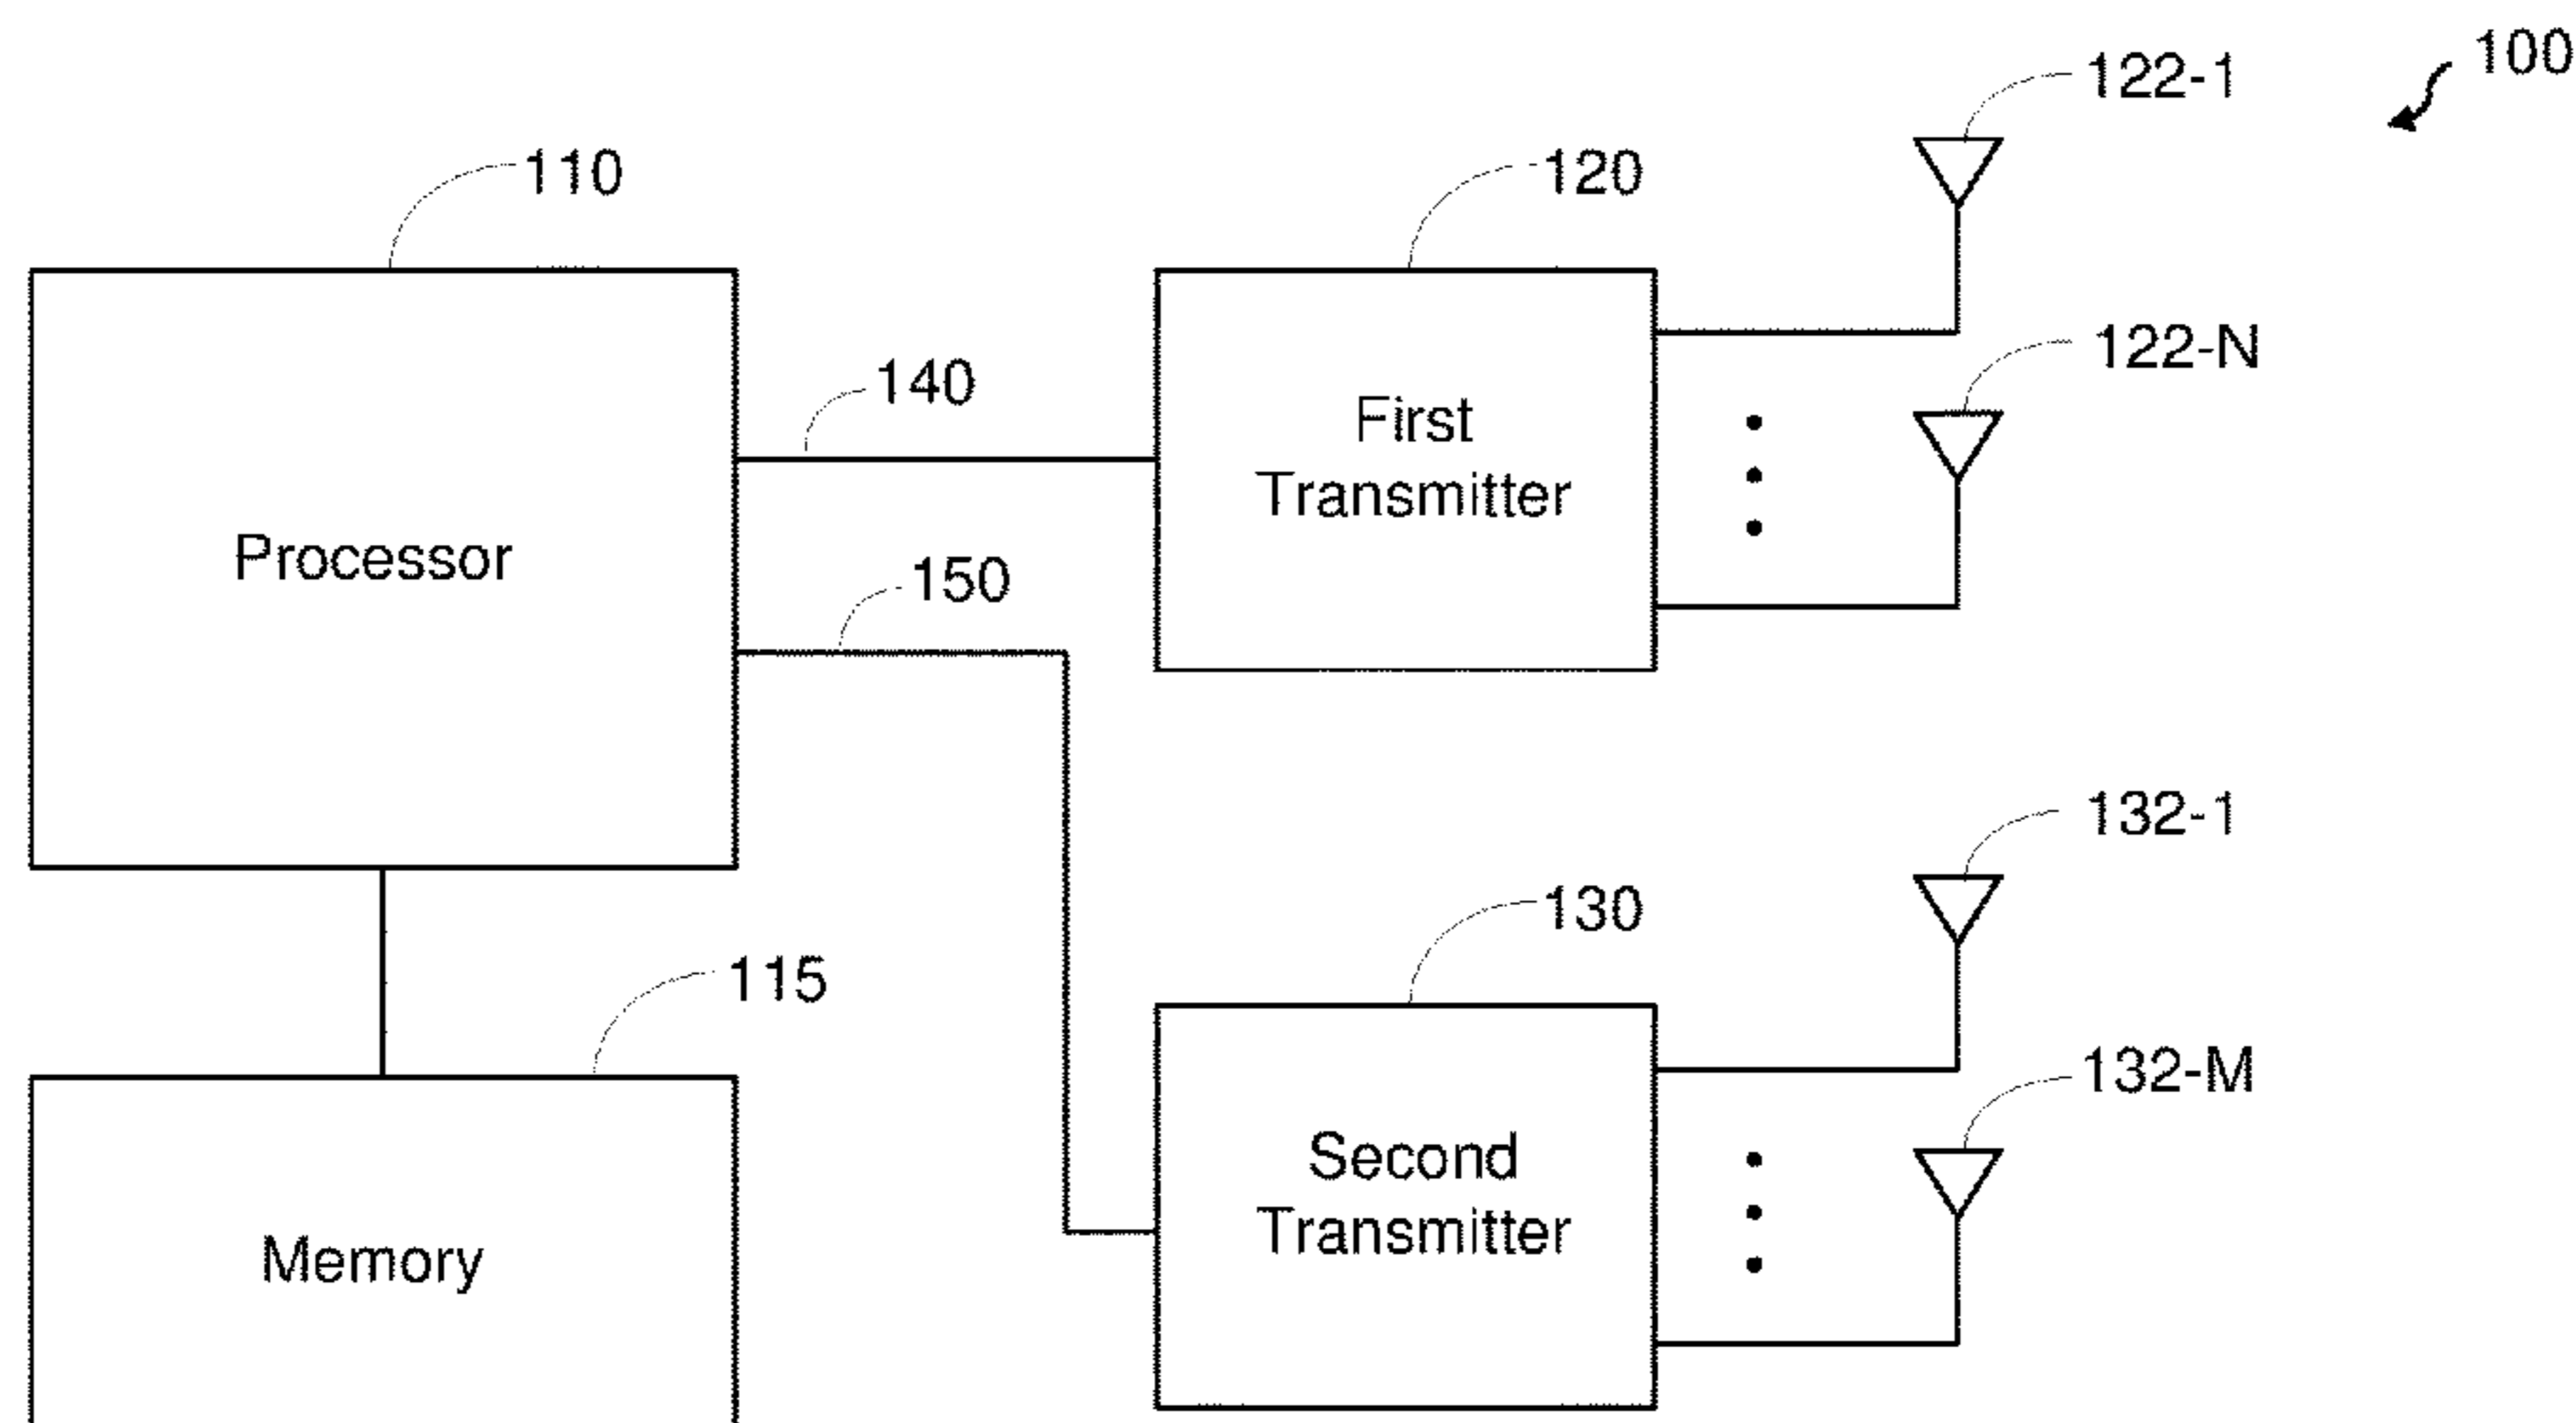 100
122-1
110
120
122-N
140
First
Transmitter
Processor
150
132-1
130
115
132-M
Second
Transmitter
Memory